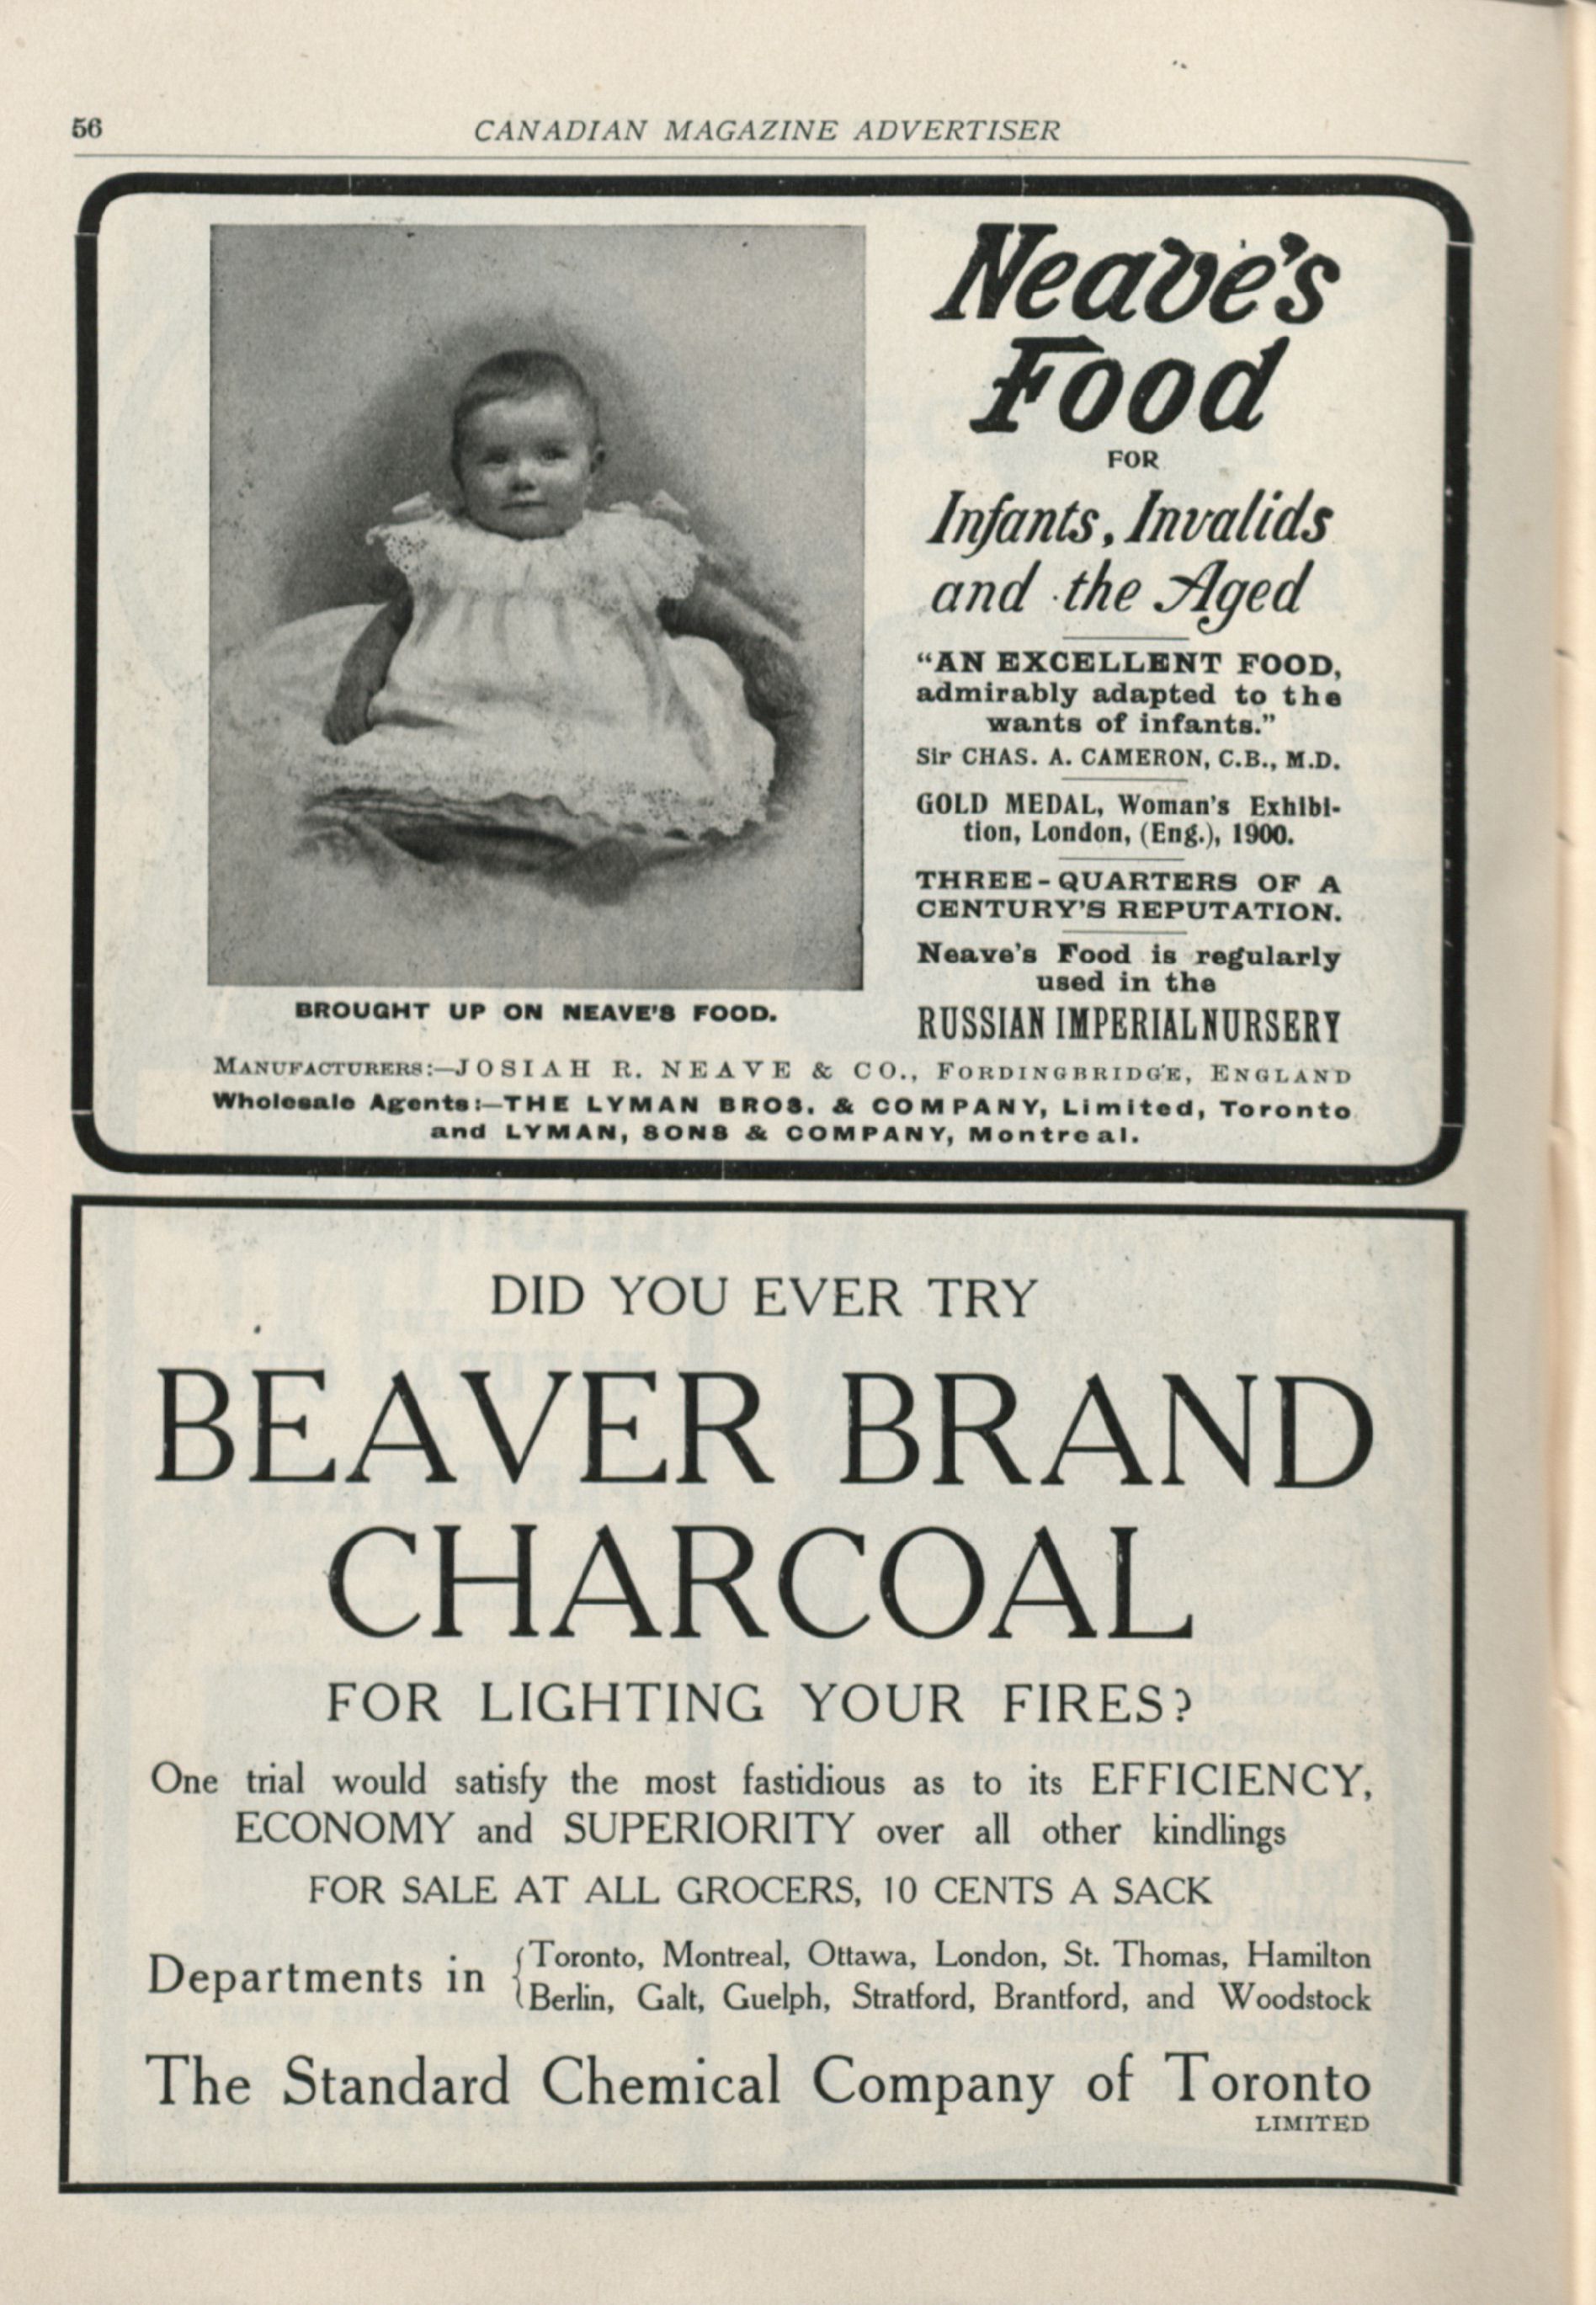 56
CANADIAN MAGAZINE ADVERTISER
Neave's
Food
FOR
Infants, Invalids
and the Aged
"AN EXCELLENT FOOD,
admirably adapted to the
wants of infants."
Sir CHAS. A. CAMERON, C.B., M.D.
GOLD MEDAL, Woman's Exhibi-
tion, London, (Eng.), 1900.
THREE-QUARTERS OF A
CENTURY'S REPUTATION.
Neave's Food is regularly
used in the
RUSSIAN IMPERIAL NURSERY
BROUGHT UP ON NEAVE'S FOOD.
MANUFACTURERS:—JOSIAH R. NEAVE & CO., FORDINGBRIDGE, ENGLAND
Wholesale Agents:—THE LYMAN BROS. & COMPANY, Limited, Toronto
and LYMAN, SONS & COMPANY, Montreal.
DID YOU EVER TRY
BEAVER BRAND
CHARCOAL
FOR LIGHTING YOUR FIRES?
One trial would satisfy the most fastidious as to its EFFICIENCY,
ECONOMY and SUPERIORITY over all other kindlings
FOR SALE AT ALL GROCERS, 10 CENTS A SACK
Departments in { Toronto, Montreal, Ottawa, London, St. Thomas, Hamilton
Berlin, Galt, Guelph, Stratford, Brantford, and Woodstock
The Standard Chemical Company of Toronto
LIMITED